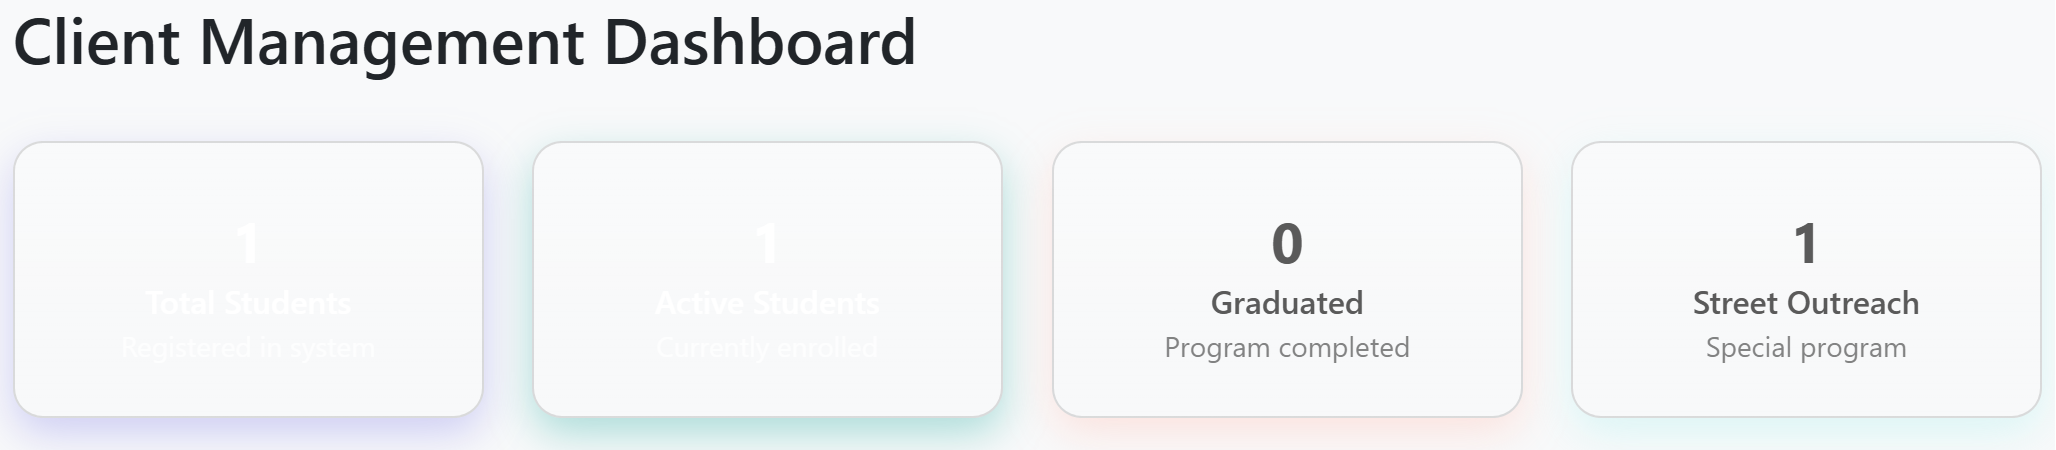 Client Management Dashboard
1
Total Students
Registered in system
1
Active Students
Currently enrolled
0
Graduated
Program completed
1
Street Outreach
Special program